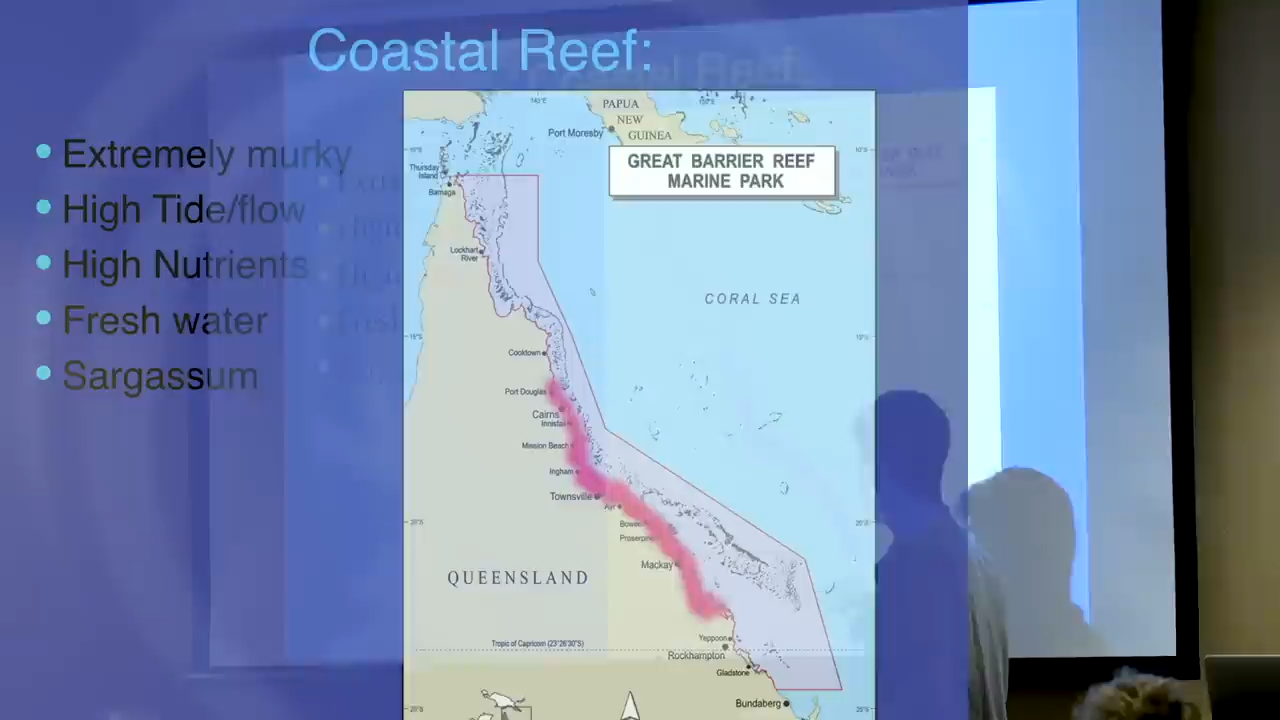 Coastal Reef:
Extremely murky
High Tide/flow
High Nutrients
Fresh water
Sargassum
PAPUA
NEW
GUINEA
Port Moresby
GREAT BARRIER REEF
MARINE PARK
Thursday
Island
Bamaga
Lockhart
River
CORAL SEA
Cooktown
Port Douglas
Cairns
Innisfail
Mission Beach
Ingham
Townsville
Ayr
Bowen
Proserpine
Mackay
QUEENSLAND
Tropic of Capricorn (23°26'30"S)
Yeppoon
Rockhampton
Gladstone
Bundaberg